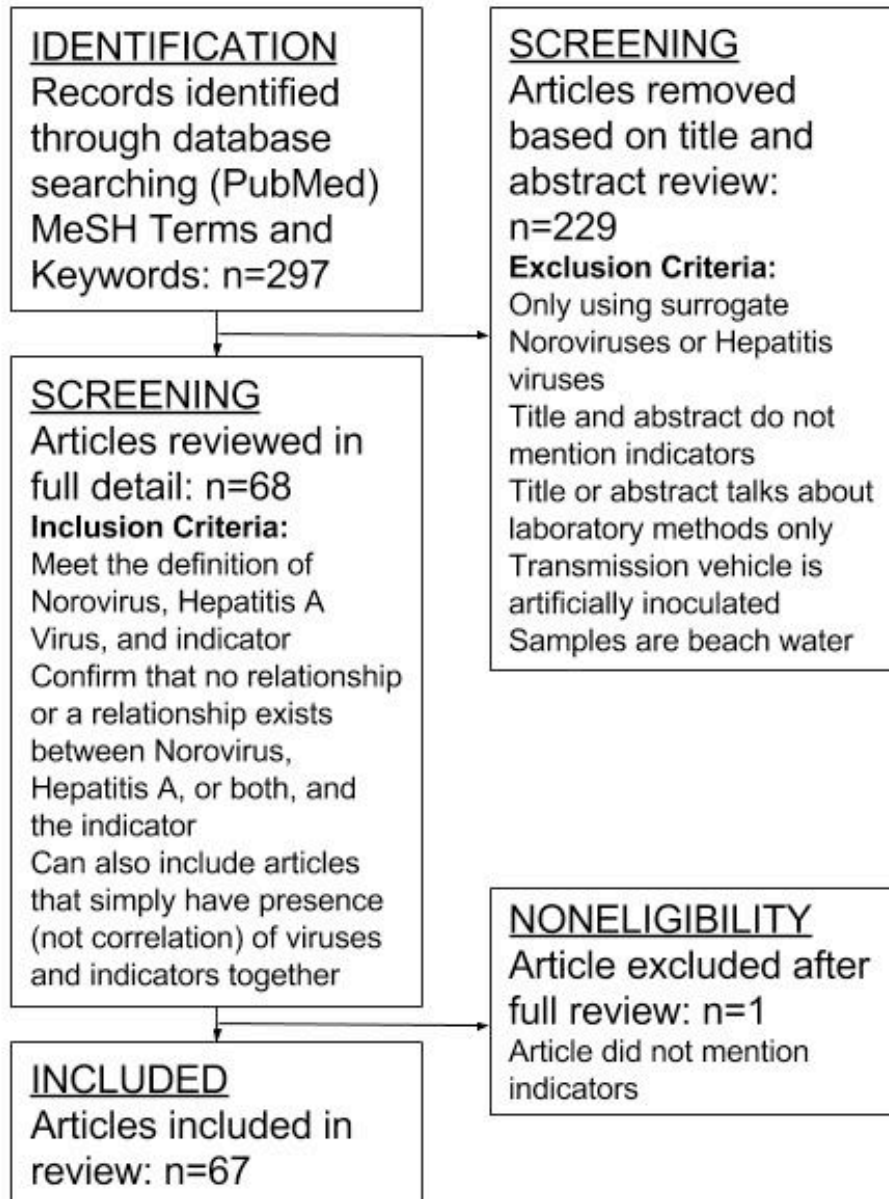 IDENTIFICATION
Records identified
through database
searching (PubMed)
MeSH Terms and
Keywords: n=297
SCREENING
Articles removed
based on title and
abstract review:
n=229
Exclusion Criteria:
Only using surrogate
Noroviruses or Hepatitis
viruses
Title and abstract do not
mention indicators
Title or abstract talks about
laboratory methods only
Transmission vehicle is
artificially inoculated
Samples are beach water
SCREENING
Articles reviewed in
full detail: n=68
Inclusion Criteria:
Meet the definition of
Norovirus, Hepatitis A
Virus, and indicator
Confirm that no relationship
or a relationship exists
between Norovirus,
Hepatitis A, or both, and
the indicator
Can also include articles
that simply have presence
(not correlation) of viruses
and indicators together
NONELIGIBILITY
Article excluded after
full review: n=1
Article did not mention
indicators
INCLUDED
Articles included in
review: n=67